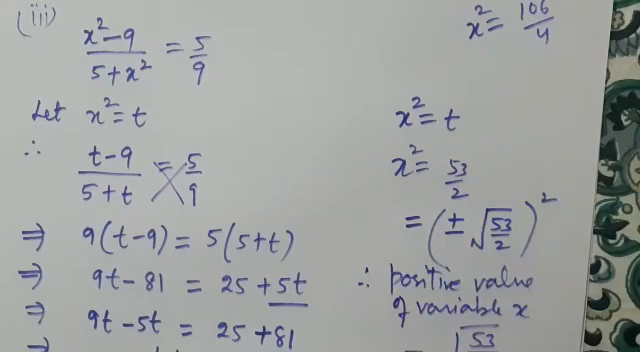 (iii)
x²-9 / 5+x² = 5/9
Let x² = t
∴ t-9 / 5+t = 5/9
⇒ 9(t-9) = 5(5+t)
⇒ 9t-81 = 25+5t
⇒ 9t-5t = 25+81
⇒
x² = 106/4
x² = t
x² = 53/2
= (± √53/2)²
∴ positive value
of variable x
= √53